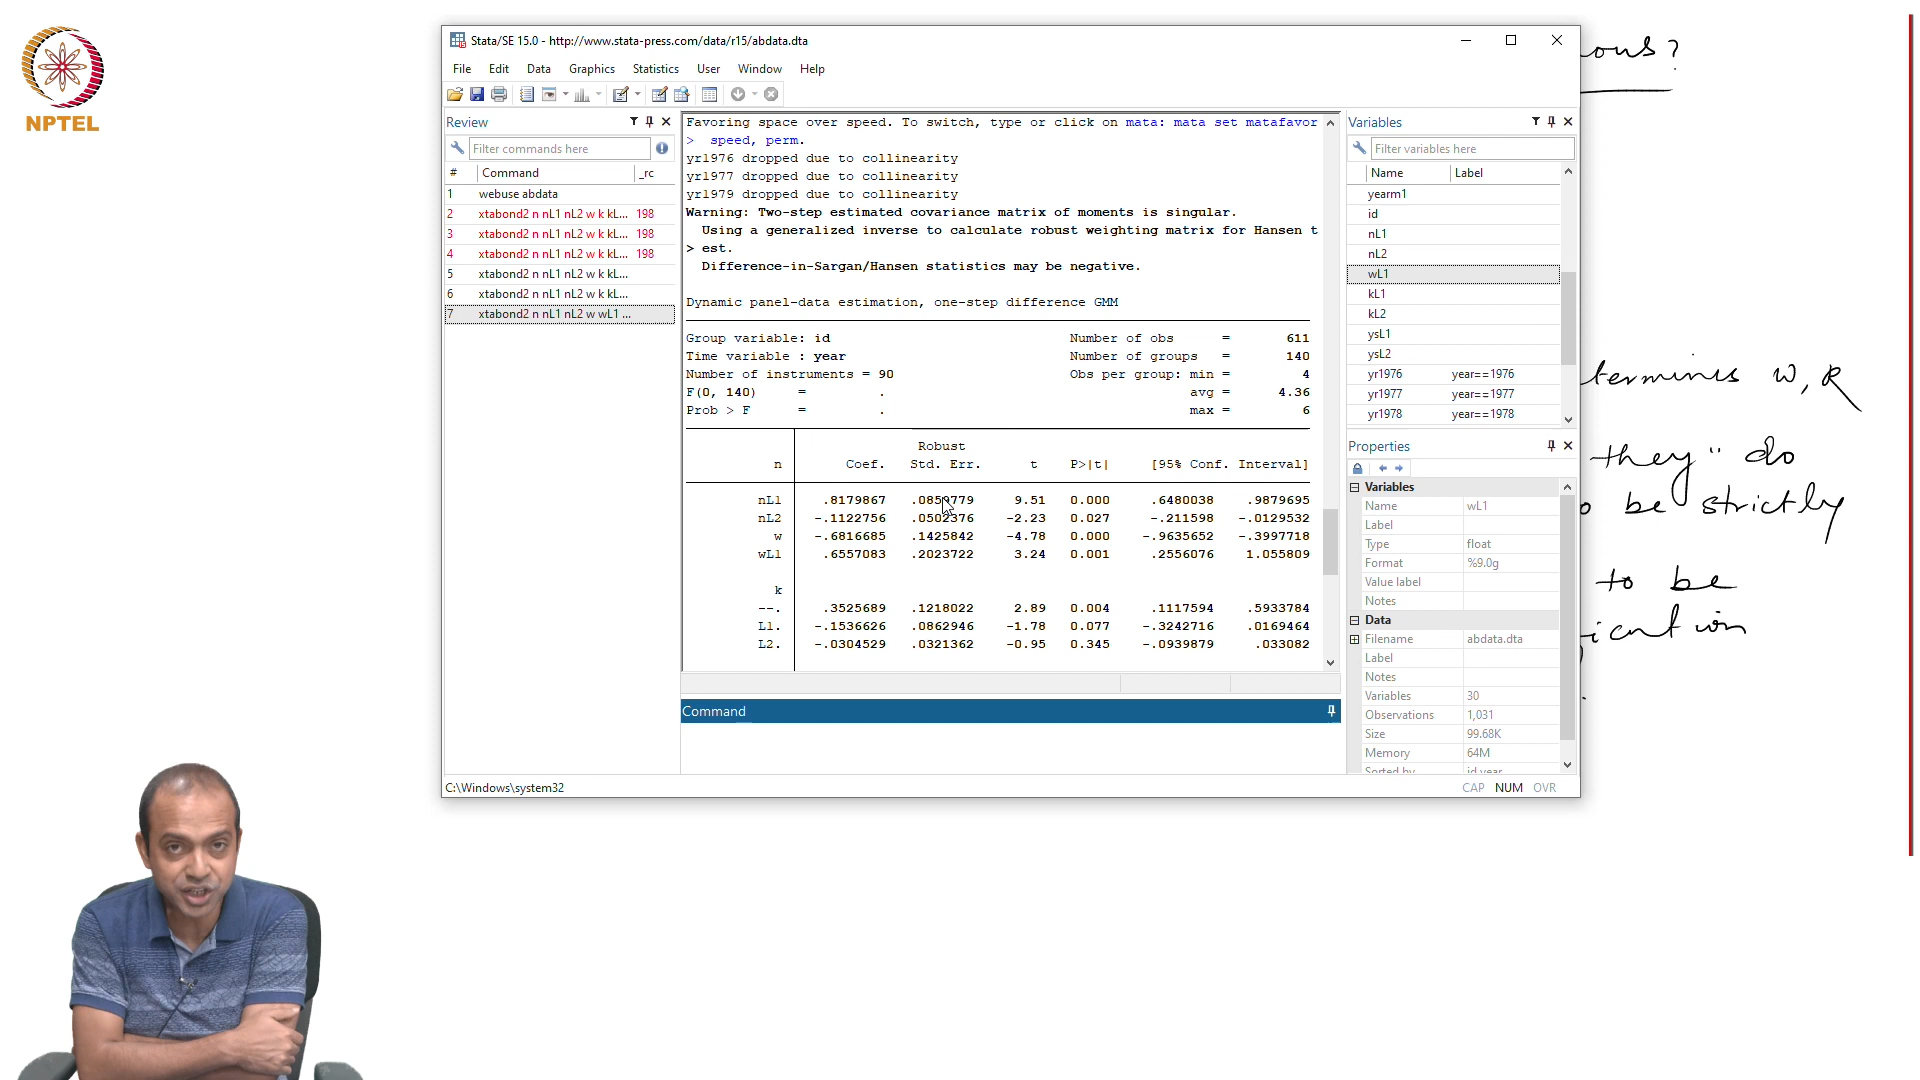 NPTEL
Stata/SE 15.0 - http://www.stata-press.com/data/r15/abdata.dta
File Edit Data Graphics Statistics User Window Help
Review
Filter commands here
# Command _rc
1 webuse abdata
2 xtabond2 n nL1 nL2 w k kL... 198
3 xtabond2 n nL1 nL2 w k kL... 198
4 xtabond2 n nL1 nL2 w k kL... 198
5 xtabond2 n nL1 nL2 w k kL...
6 xtabond2 n nL1 nL2 w k kL...
7 xtabond2 n nL1 nL2 w wL1 ...
Favoring space over speed. To switch, type or click on mata: mata set matafavor
> speed, perm.
yr1976 dropped due to collinearity
yr1977 dropped due to collinearity
yr1979 dropped due to collinearity
Warning: Two-step estimated covariance matrix of moments is singular.
Using a generalized inverse to calculate robust weighting matrix for Hansen t
> est.
Difference-in-Sargan/Hansen statistics may be negative.
Dynamic panel-data estimation, one-step difference GMM
Group variable: id Number of obs = 611
Time variable : year Number of groups = 140
Number of instruments = 90 Obs per group: min = 4
F(0, 140) = . avg = 4.36
Prob > F = . max = 6
Robust
n Coef. Std. Err. t P>|t| [95% Conf. Interval]
nL1 .8179867 .0859779 9.51 0.000 .6480038 .9879695
nL2 -.1122756 .0502376 -2.23 0.027 -.211598 -.0129532
w -.6816685 .1425842 -4.78 0.000 -.9635652 -.3997718
wL1 .6557083 .2023722 3.24 0.001 .2556076 1.055809
k
--. .3525689 .1218022 2.89 0.004 .1117594 .5933784
L1. -.1536626 .0862946 -1.78 0.077 -.3242716 .0169464
L2. -.0304529 .0321362 -0.95 0.345 -.0939879 .033082
Command
C:\Windows\system32
Variables
Filter variables here
Name Label
yearm1
id
nL1
nL2
wL1
kL1
kL2
ysL1
ysL2
yr1976 year==1976
yr1977 year==1977
yr1978 year==1978
Properties
Variables
Name wL1
Label
Type float
Format %9.0g
Value label
Notes
Data
Filename abdata.dta
Label
Notes
Variables 30
Observations 1,031
Size 99.68K
Memory 64M
Sorted by id year
CAP NUM OVR
ous?
termines w, R
they" do
o be strictly
to be
ication